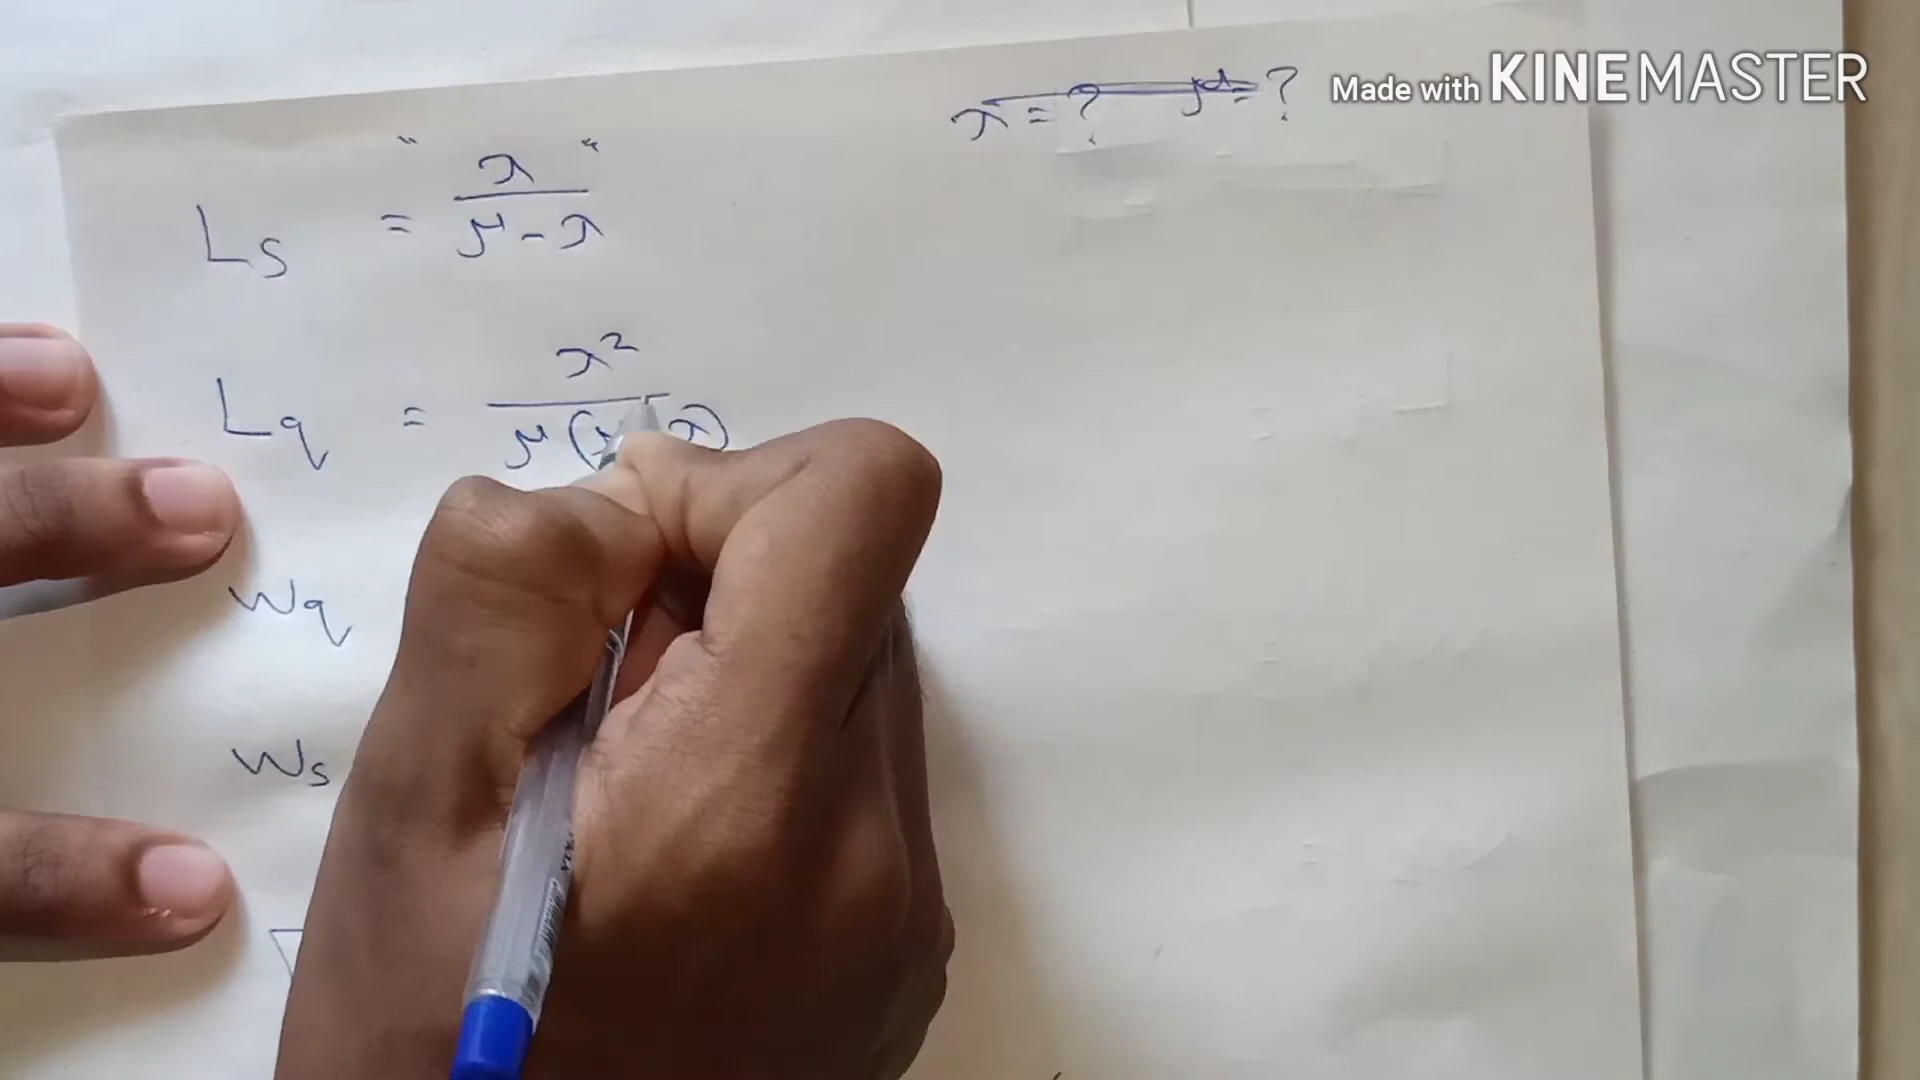 Made with KINEMASTER
λ = ? μ = ?
Ls = " λ " / μ - λ
Lq = λ² / μ (μ - λ)
Wq
Ws